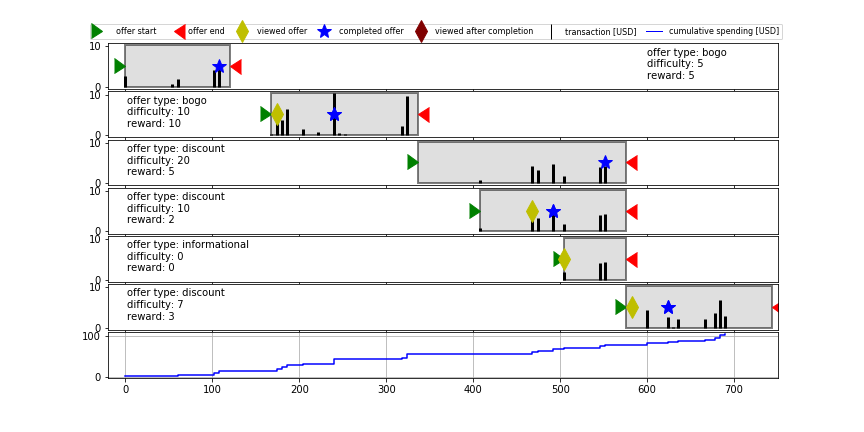 offer start offer end viewed offer completed offer viewed after completion transaction [USD] cumulative spending [USD]
10
0
offer type: bogo
difficulty: 5
reward: 5
10
0
offer type: bogo
difficulty: 10
reward: 10
10
0
offer type: discount
difficulty: 20
reward: 5
10
0
offer type: discount
difficulty: 10
reward: 2
10
0
offer type: informational
difficulty: 0
reward: 0
10
0
offer type: discount
difficulty: 7
reward: 3
100
0
0 100 200 300 400 500 600 700